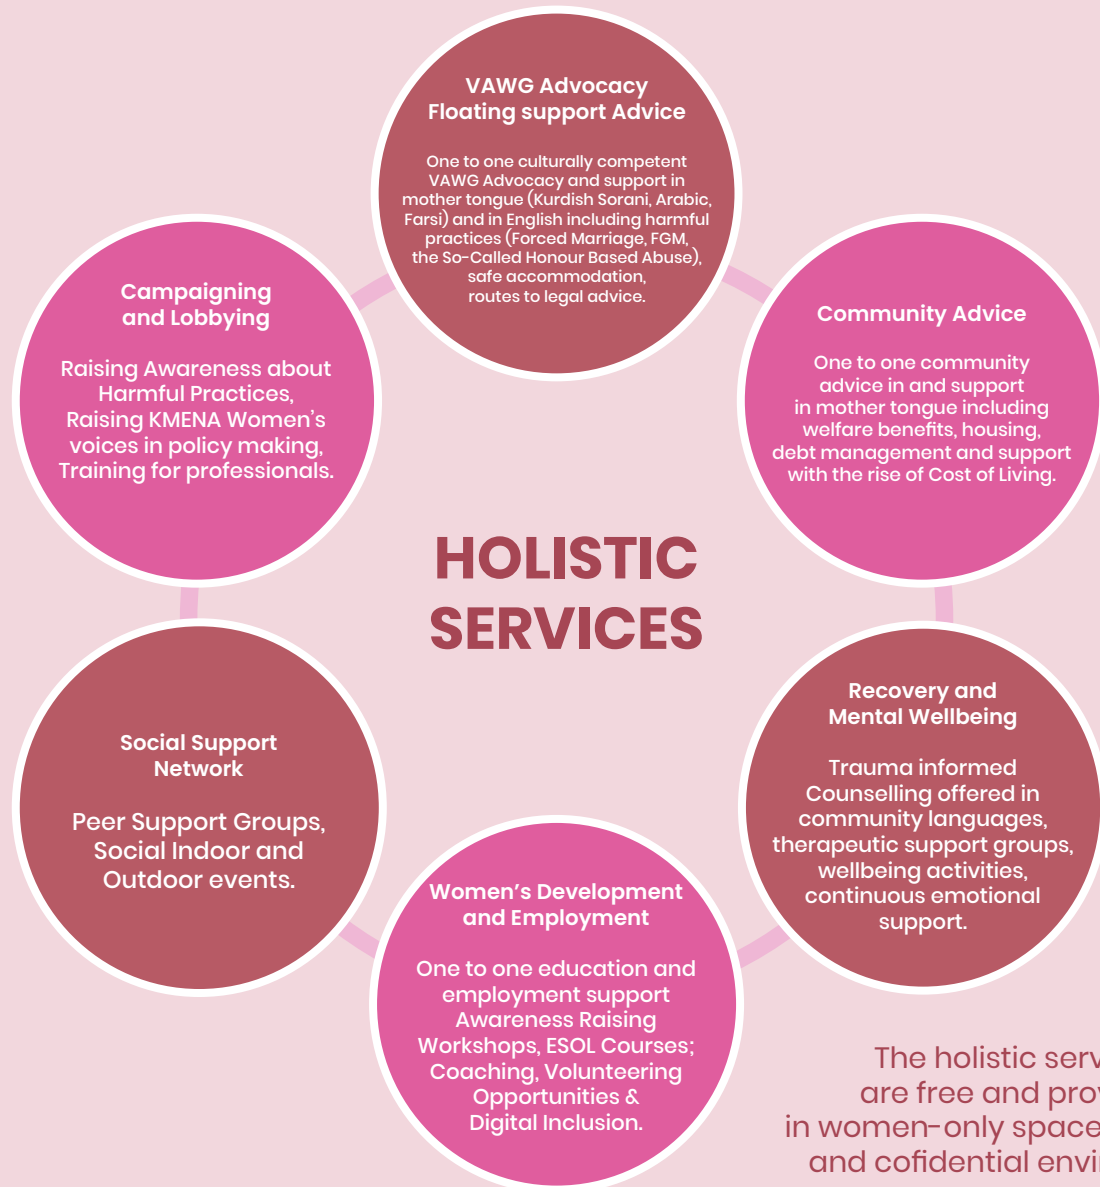 VAWG Advocacy
Floating support Advice
One to one culturally competent
VAWG Advocacy and support in
mother tongue (Kurdish Sorani, Arabic,
Farsi) and in English including harmful
practices (Forced Marriage, FGM,
the So-Called Honour Based Abuse),
safe accommodation,
routes to legal advice.
Campaigning
and Lobbying
Raising Awareness about
Harmful Practices,
Raising KMENA Women's
voices in policy making,
Training for professionals.
Community Advice
One to one community
advice in and support
in mother tongue including
welfare benefits, housing,
debt management and support
with the rise of Cost of Living.
HOLISTIC
SERVICES
Social Support
Network
Peer Support Groups,
Social Indoor and
Outdoor events.
Recovery and
Mental Wellbeing
Trauma informed
Counselling offered in
community languages,
therapeutic support groups,
wellbeing activities,
continuous emotional
support.
Women's Development
and Employment
One to one education and
employment support
Awareness Raising
Workshops, ESOL Courses;
Coaching, Volunteering
Opportunities &
Digital Inclusion.
The holistic
are free and
in women-only
and cofidential